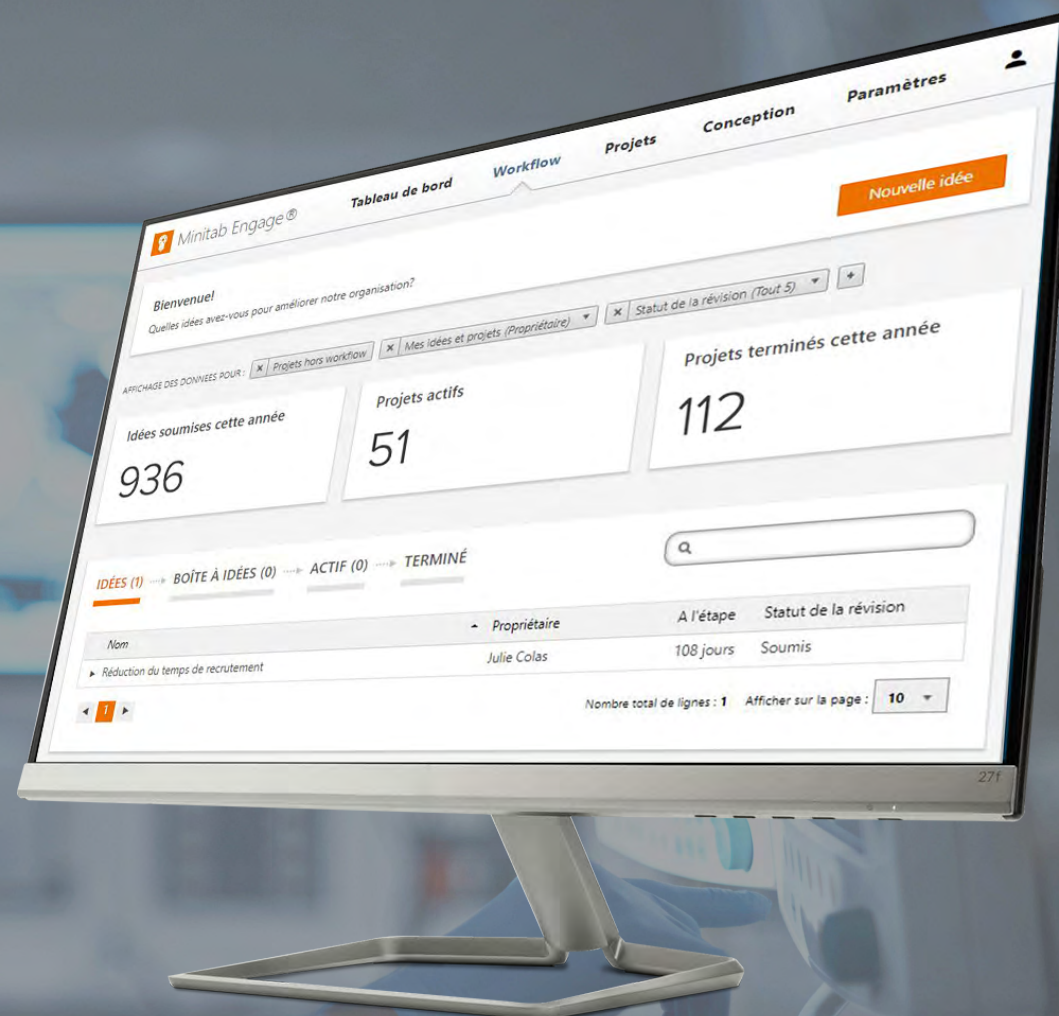 Minitab Engage®
Tableau de bord
Workflow
Projets
Conception
Paramètres
Bienvenue!
Quelles idées avez-vous pour améliorer notre organisation?
Nouvelle idée
AFFICHAGE DES DONNEES POUR :
× Projets hors workflow
× Mes idées et projets (Propriétaire)
× Statut de la révision (Tout 5)
+
Idées soumises cette année
936
Projets actifs
51
Projets terminés cette année
112
IDÉES (1)
BOÎTE À IDÉES (0)
ACTIF (0)
TERMINÉ
Nom Propriétaire A l'étape Statut de la révision
Réduction du temps de recrutement Julie Colas 108 jours Soumis
1
Nombre total de lignes : 1 Afficher sur la page : 10
27f